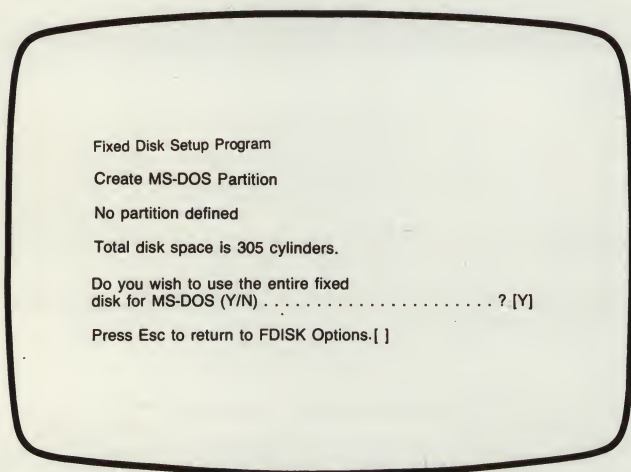 Fixed Disk Setup Program
Create MS-DOS Partition
No partition defined
Total disk space is 305 cylinders.
Do you wish to use the entire fixed
disk for MS-DOS (Y/N) . . . . . . . . . . . . . . . . . . . . . . ? [Y]
Press Esc to return to FDISK Options.[ ]